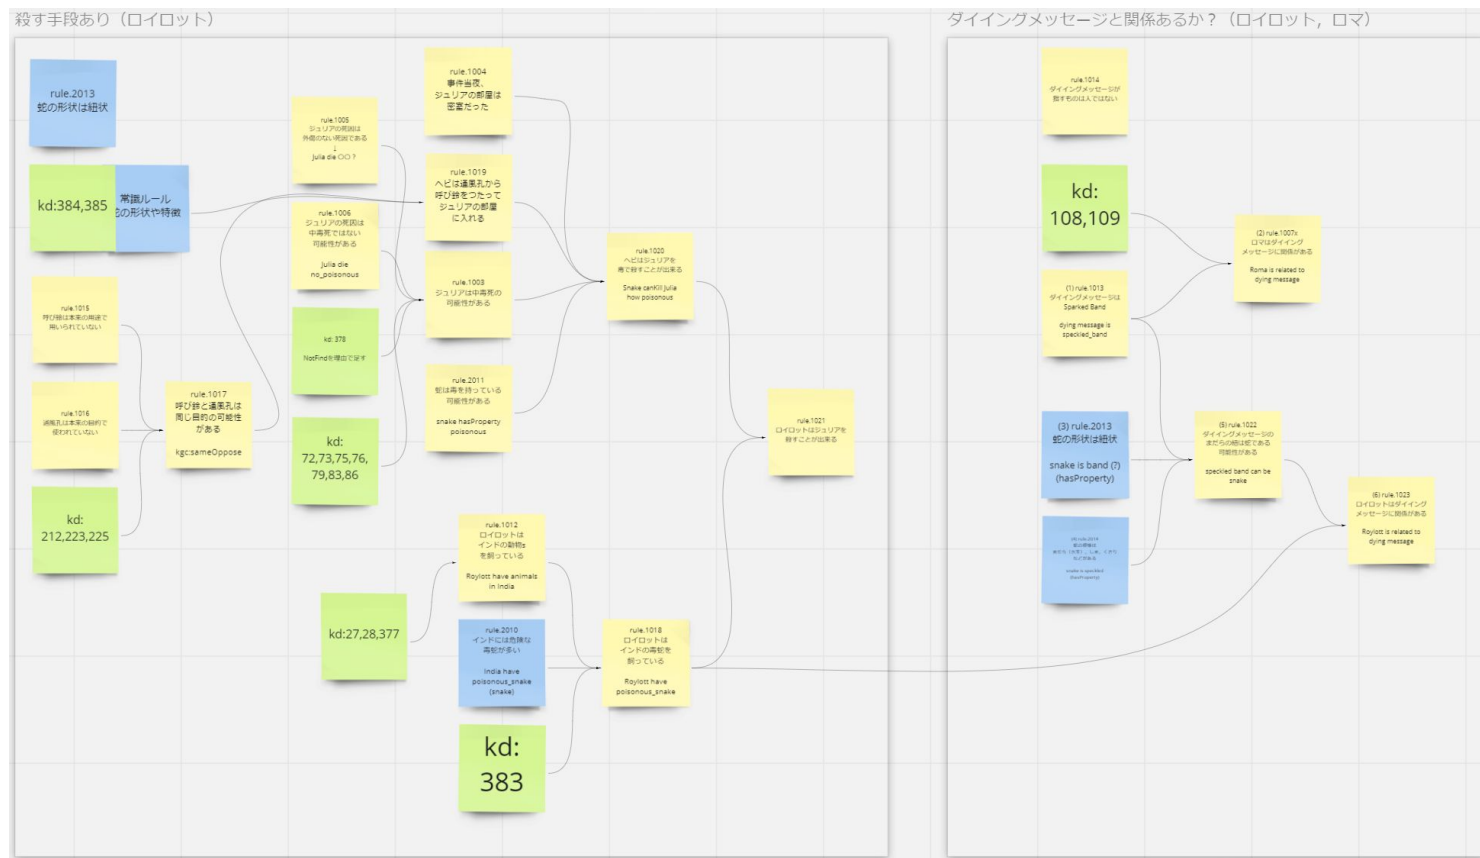 殺す手段あり（ロイロット）
rule.2013
蛇の形状は紐状
kd:384,385
常識ルール
の形状や特徴
rule.1015
呼び鈴は本来の用途で
用いられていない
rule.1016
通風孔は本来の目的で
使われていない
kd:
212,223,225
rule.1017
呼び鈴と通風孔は
同じ目的の可能性
がある
kgc:sameOppose
rule.1005
ジュリアの死因は
外傷のない死因である
↓
Julia die 〇〇？
rule.1006
ジュリアの死因は
中毒死ではない
可能性がある
Julia die
no_poisonous
kd: 378
NotFindを理由で足す
kd:
72,73,75,76,
79,83,86
rule.1004
事件当夜、
ジュリアの部屋は
密室だった
rule.1019
ヘビは通風孔から
呼び鈴をつたって
ジュリアの部屋
に入れる
rule.1003
ジュリアは中毒死の
可能性がある
rule.2011
蛇は毒を持っている
可能性がある
snake hasProperty
poisonous
rule.1020
ヘビはジュリアを
毒で殺すことが出来る
Snake canKill Julia
how poisonous
rule.1021
ロイロットはジュリアを
殺すことが出来る
kd:27,28,377
rule.1012
ロイロットは
インドの動物s
を飼っている
Roylott have animals
in India
rule.2010
インドには危険な
毒蛇が多い
India have
poisonous_snake
(snake)
kd:
383
rule.1018
ロイロットは
インドの毒蛇を
飼っている
Roylott have
poisonous_snake
ダイイングメッセージと関係あるか？（ロイロット，ロマ）
rule.1014
ダイイングメッセージが
指すものは人ではない
kd:
108,109
(1) rule.1013
ダイイングメッセージは
Sparked Band
dying message is
speckled_band
(2) rule.1007x
ロマはダイイング
メッセージに関係がある
Roma is related to
dying message
(3) rule.2013
蛇の形状は紐状
snake is band (?)
(hasProperty)
(4) rule.2014
snake is speckled
(hasProperty)
(5) rule.1022
ダイイングメッセージの
まだらの紐は蛇である
可能性がある
speckled band can be
snake
(6) rule.1023
ロイロットはダイイング
メッセージに関係がある
Roylott is related to
dying message